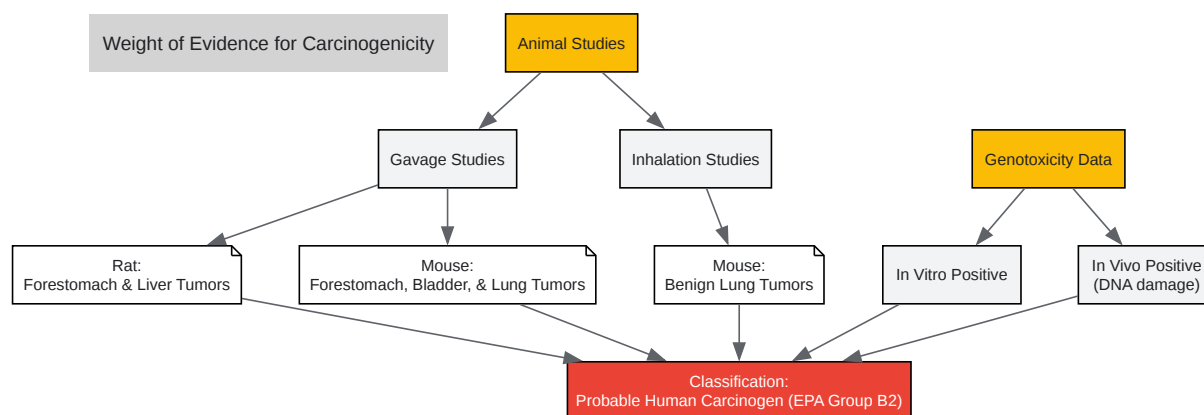 Weight of Evidence for Carcinogenicity
Animal Studies
Gavage Studies
Inhalation Studies
Genotoxicity Data
Rat:
Forestomach & Liver Tumors
Mouse:
Forestomach, Bladder, & Lung Tumors
Mouse:
Benign Lung Tumors
In Vitro Positive
In Vivo Positive
(DNA damage)
Classification:
Probable Human Carcinogen (EPA Group B2)